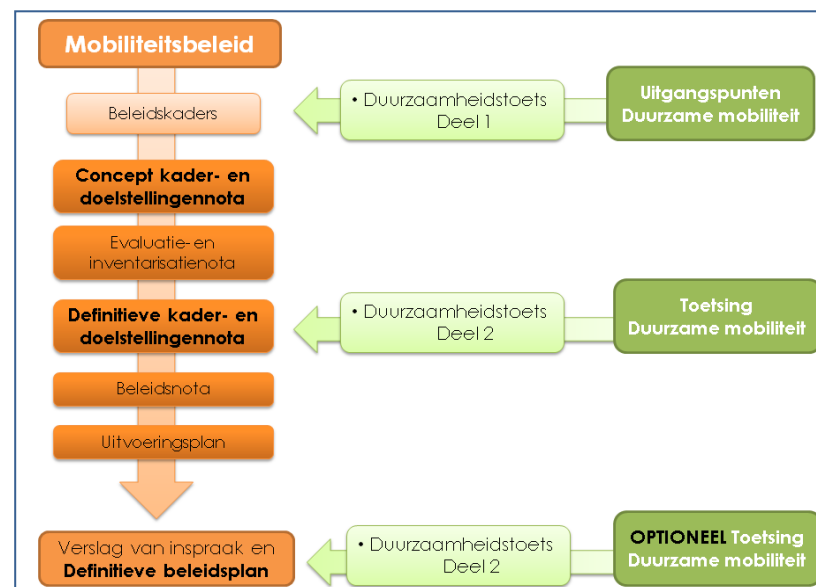 Mobiliteitsbeleid
Beleidskaders
• Duurzaamheidstoets
Deel 1
Uitgangspunten
Duurzame mobiliteit
Concept kader- en
doelstellingennota
Evaluatie- en
inventarisatienota
Definitieve kader- en
doelstellingennota
• Duurzaamheidstoets
Deel 2
Toetsing
Duurzame mobiliteit
Beleidsnota
Uitvoeringsplan
Verslag van inspraak en
Definitieve beleidsplan
• Duurzaamheidstoets
Deel 2
OPTIONEEL Toetsing
Duurzame mobiliteit